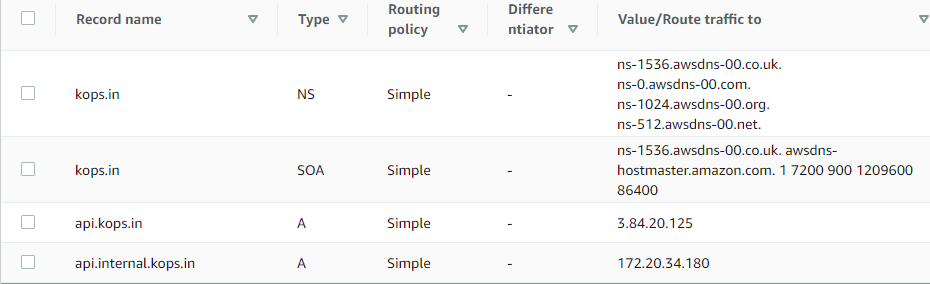 Record name
Type
Routing
policy
Differe
ntiator
Value/Route traffic to
kops.in
NS
Simple
-
ns-1536.awsdns-00.co.uk.
ns-0.awsdns-00.com.
ns-1024.awsdns-00.org.
ns-512.awsdns-00.net.
kops.in
SOA
Simple
-
ns-1536.awsdns-00.co.uk. awsdns-
hostmaster.amazon.com. 1 7200 900 1209600
86400
api.kops.in
A
Simple
-
3.84.20.125
api.internal.kops.in
A
Simple
-
172.20.34.180